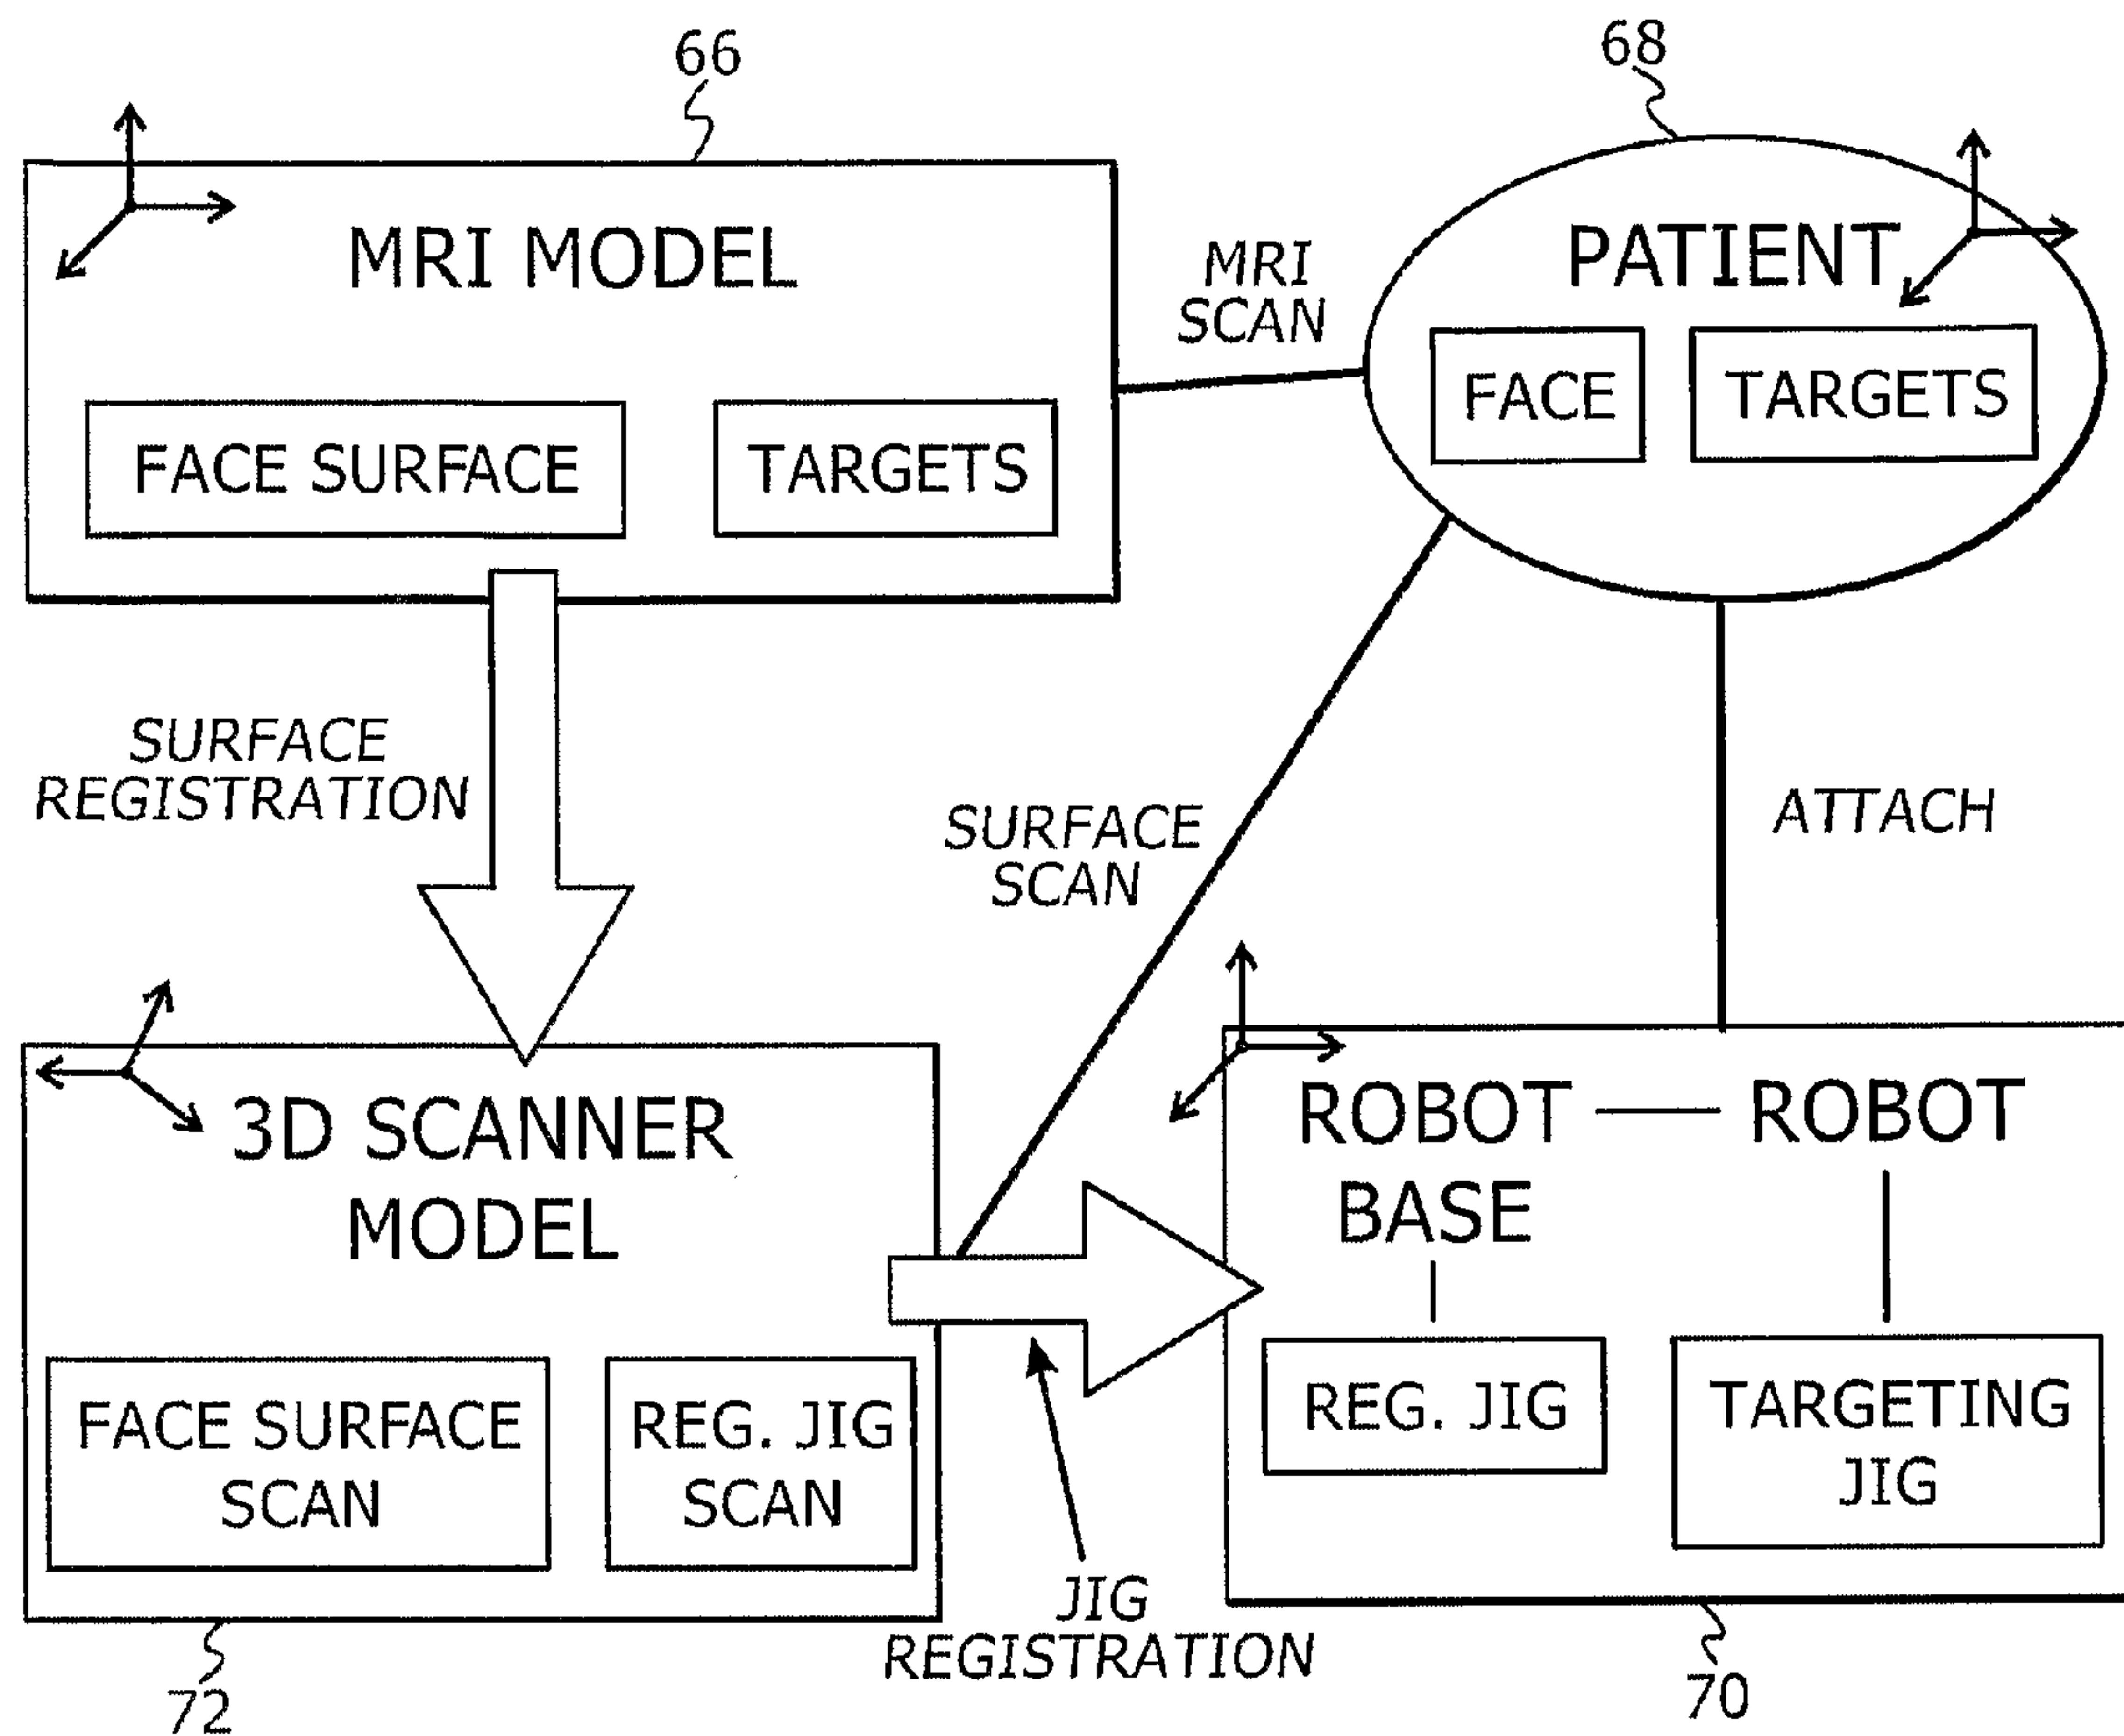 66
68
MRI MODEL
FACE SURFACE
TARGETS
MRI
SCAN
PATIENT
FACE
TARGETS
SURFACE
REGISTRATION
SURFACE
SCAN
ATTACH
3D SCANNER
MODEL
FACE SURFACE
SCAN
REG. JIG
SCAN
ROBOT
BASE
ROBOT
REG. JIG
TARGETING
JIG
JIG
REGISTRATION
72
70